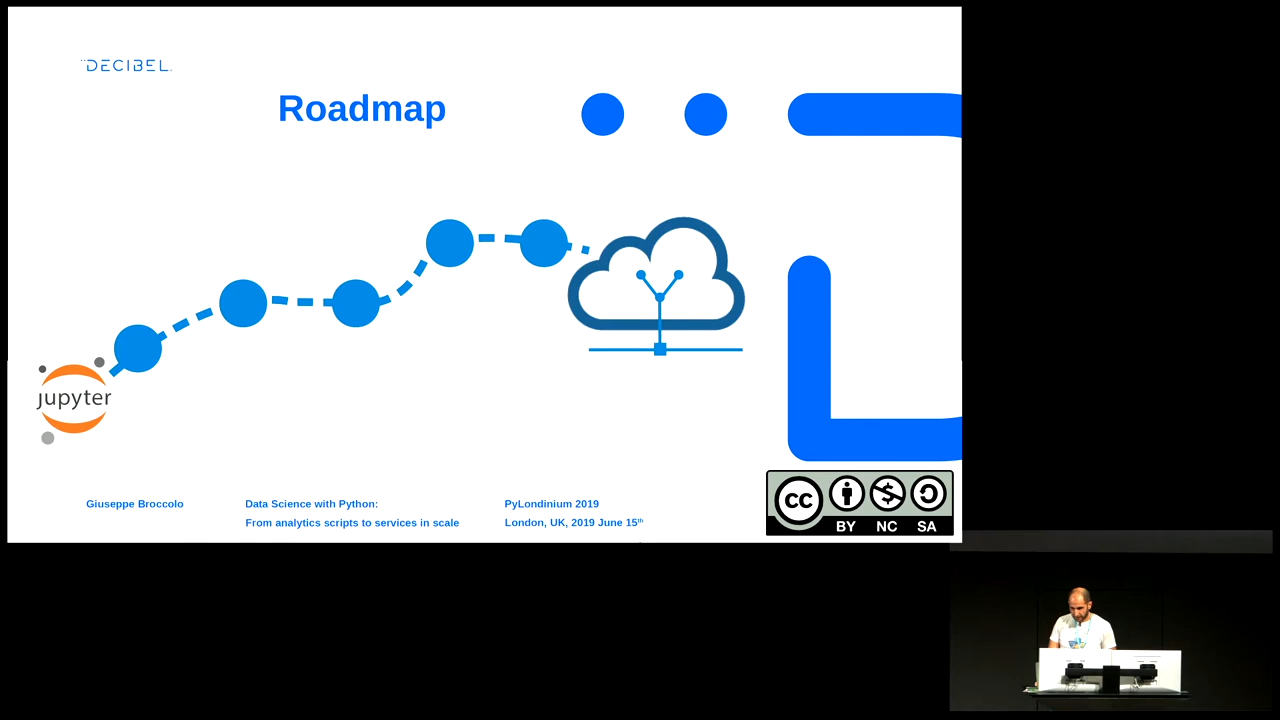 DECIBEL
Roadmap
jupyter
Giuseppe Broccolo
Data Science with Python:
From analytics scripts to services in scale
PyLondinium 2019
London, UK, 2019 June 15th
CC
BY NC SA